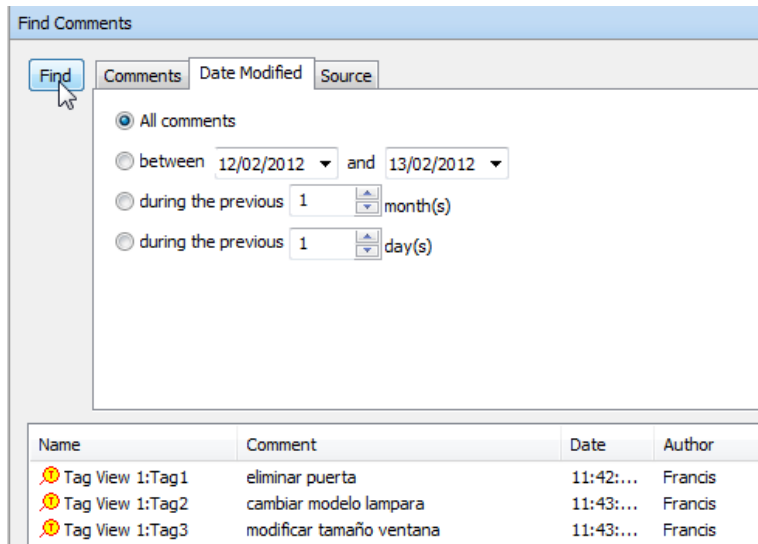 Find Comments
Find Comments Date Modified Source
All comments
between 12/02/2012 and 13/02/2012
during the previous 1 month(s)
during the previous 1 day(s)
Name Comment Date Author
T Tag View 1:Tag1 eliminar puerta 11:42:... Francis
T Tag View 1:Tag2 cambiar modelo lampara 11:43:... Francis
T Tag View 1:Tag3 modificar tamaño ventana 11:43:... Francis